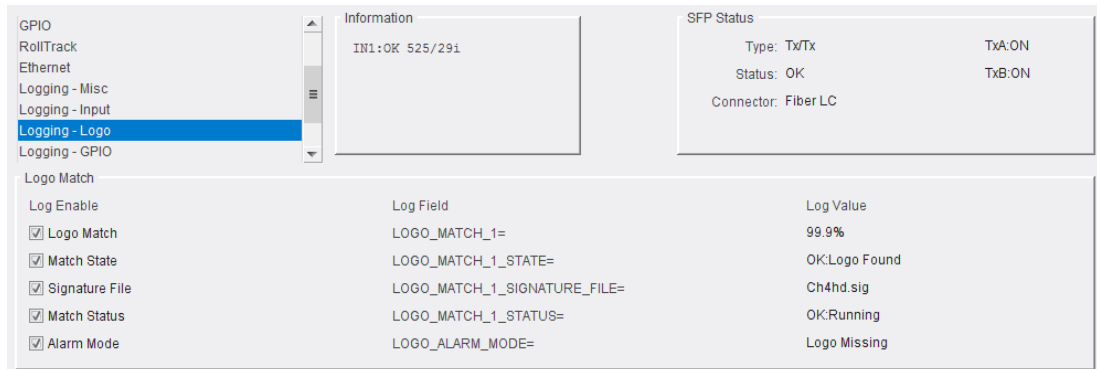 GPIO
RollTrack
Ethernet
Logging - Misc
Logging - Input
Logging - Logo
Logging - GPIO
Information
IN1:OK 525/29i
SFP Status
Type: Tx/Tx TxA:ON
Status: OK TxB:ON
Connector: Fiber LC
Logo Match
Log Enable Log Field Log Value
Logo Match LOGO_MATCH_1= 99.9%
Match State LOGO_MATCH_1_STATE= OK:Logo Found
Signature File LOGO_MATCH_1_SIGNATURE_FILE= Ch4hd.sig
Match Status LOGO_MATCH_1_STATUS= OK:Running
Alarm Mode LOGO_ALARM_MODE= Logo Missing